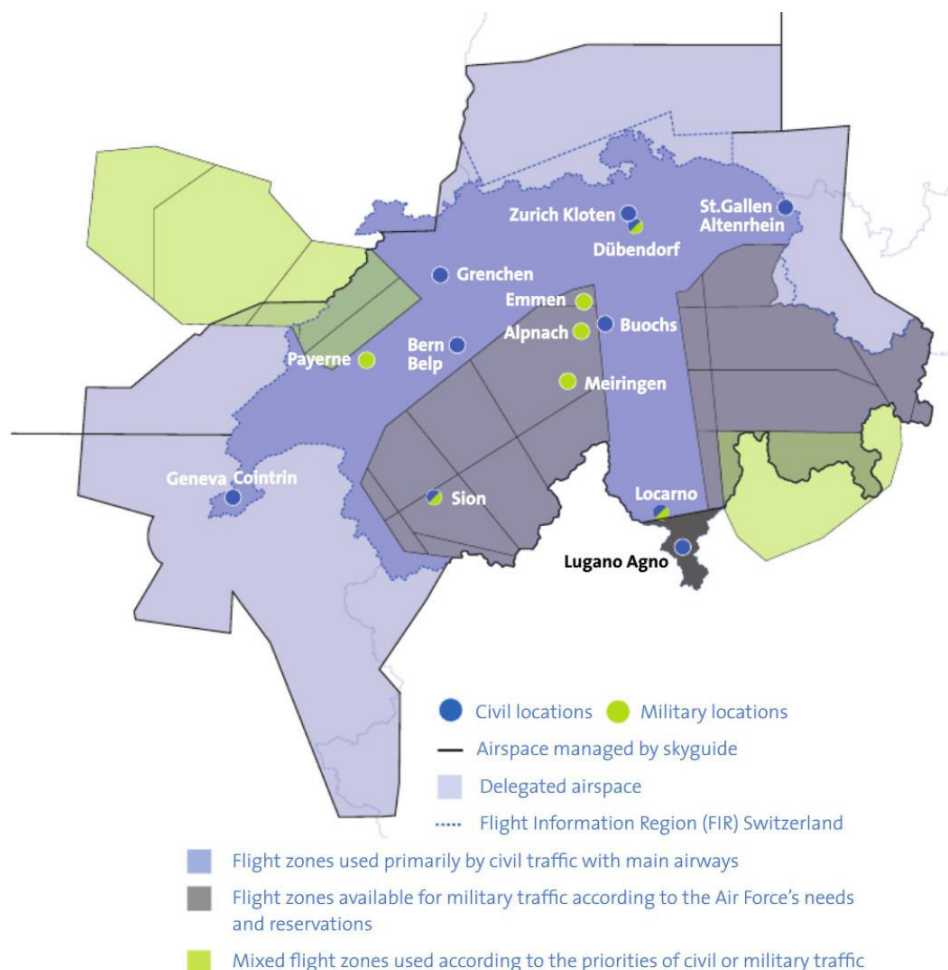 Zurich Kloten
St.Gallen
Altenrhein
Dübendorf
Grenchen
Emmen
Buochs
Alpnach
Bern
Belp
Payerne
Meiringen
Geneva Cointrin
Sion
Locarno
Lugano Agno
Civil locations
Military locations
Airspace managed by skyguide
Delegated airspace
Flight Information Region (FIR) Switzerland
Flight zones used primarily by civil traffic with main airways
Flight zones available for military traffic according to the Air Force's needs
and reservations
Mixed flight zones used according to the priorities of civil or military traffic